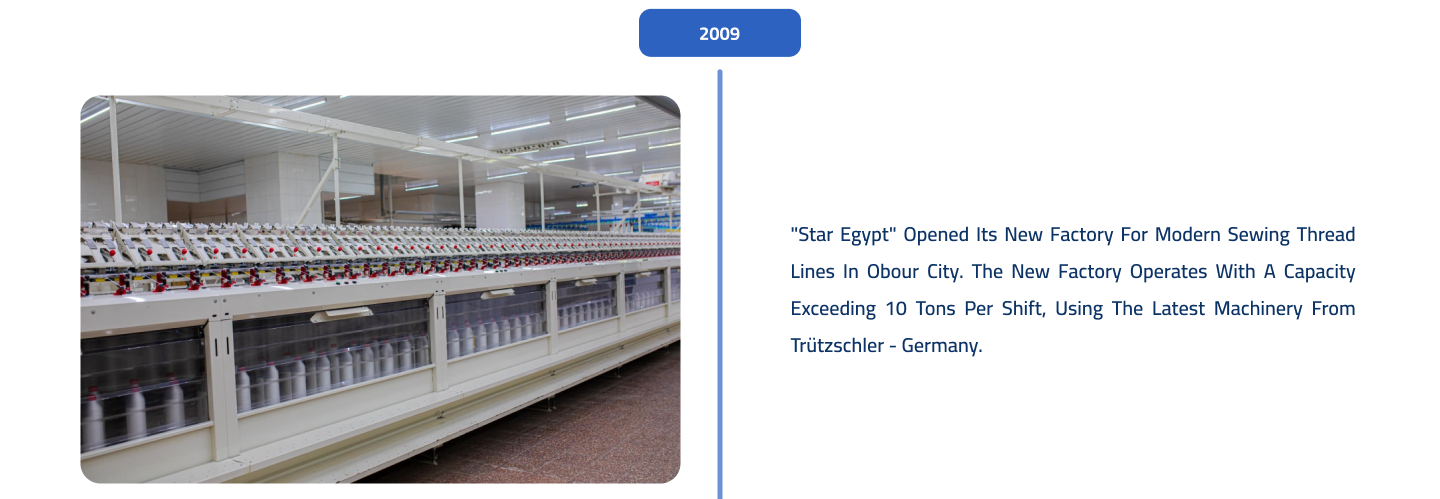 2009
"Star Egypt" Opened Its New Factory For Modern Sewing Thread
Lines In Obour City. The New Factory Operates With A Capacity
Exceeding 10 Tons Per Shift, Using The Latest Machinery From
Trützschler - Germany.